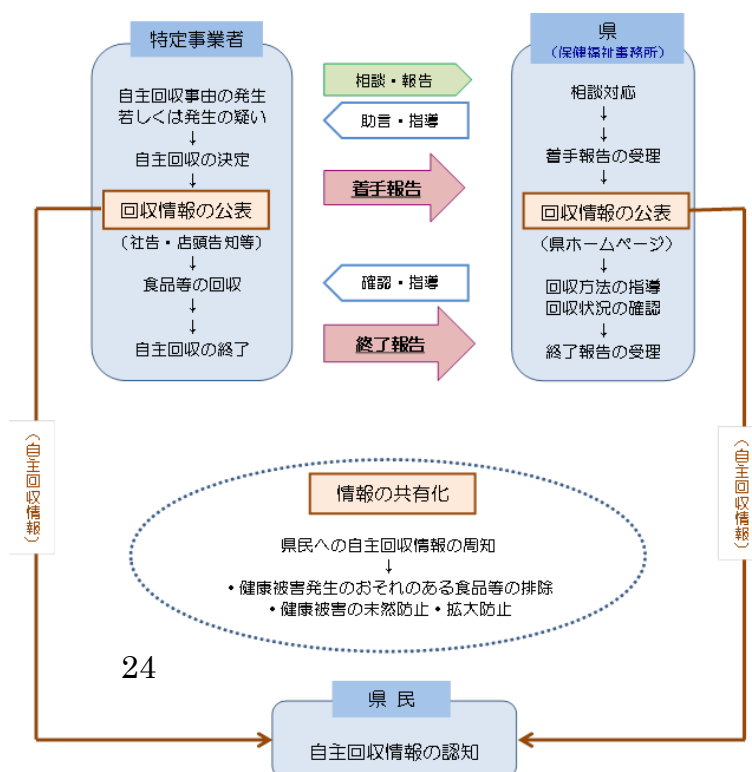 特定事業者
自主回収事由の発生
若しくは発生の疑い
↓
自主回収の決定
↓
回収情報の公表
（社告・店頭告知等）
↓
食品等の回収
↓
↓
自主回収の終了
相談・報告
助言・指導
着手報告
確認・指導
終了報告
県
（保健福祉事務所）
相談対応
↓
↓
着手報告の受理
↓
回収情報の公表
（県ホームページ）
↓
回収方法の指導
回収状況の確認
↓
終了報告の受理
（自主回収情報）
（自主回収情報）
情報の共有化
県民への自主回収情報の周知
↓
・健康被害発生のおそれのある食品等の排除
・健康被害の未然防止・拡大防止
24
県 民
自主回収情報の認知